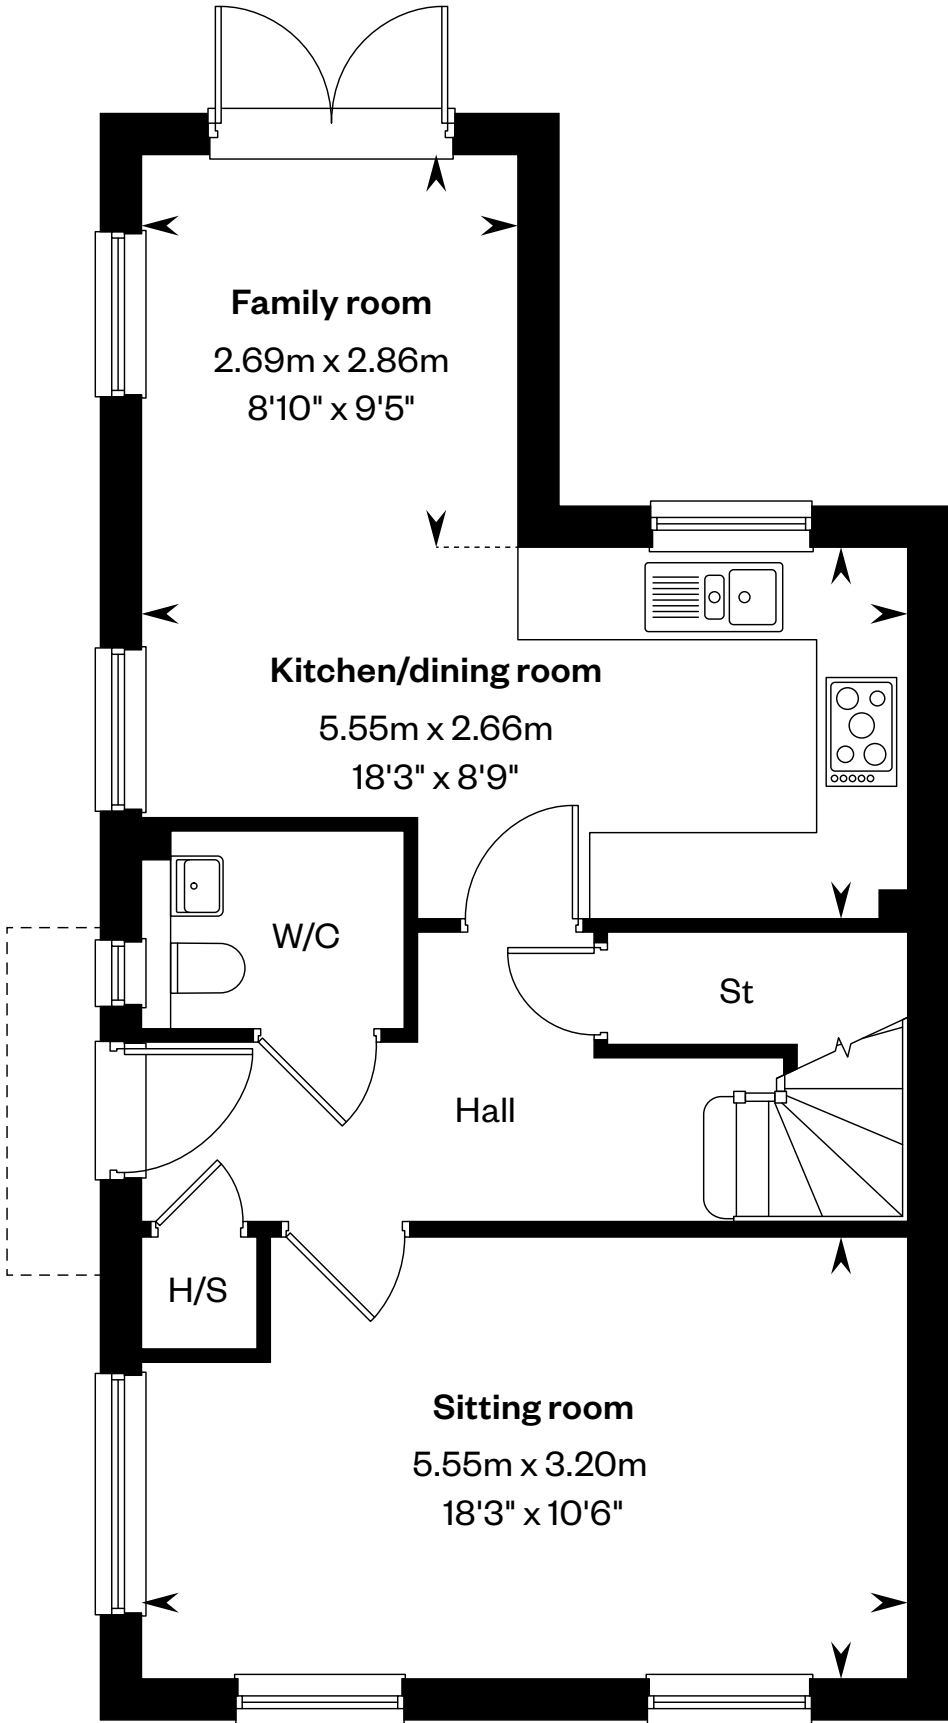 Family room
2.69m x 2.86m
8'10" x 9'5"
Kitchen/dining room
5.55m x 2.66m
18'3" x 8'9"
W/C
St
Hall
H/S
Sitting room
5.55m x 3.20m
18'3" x 10'6"